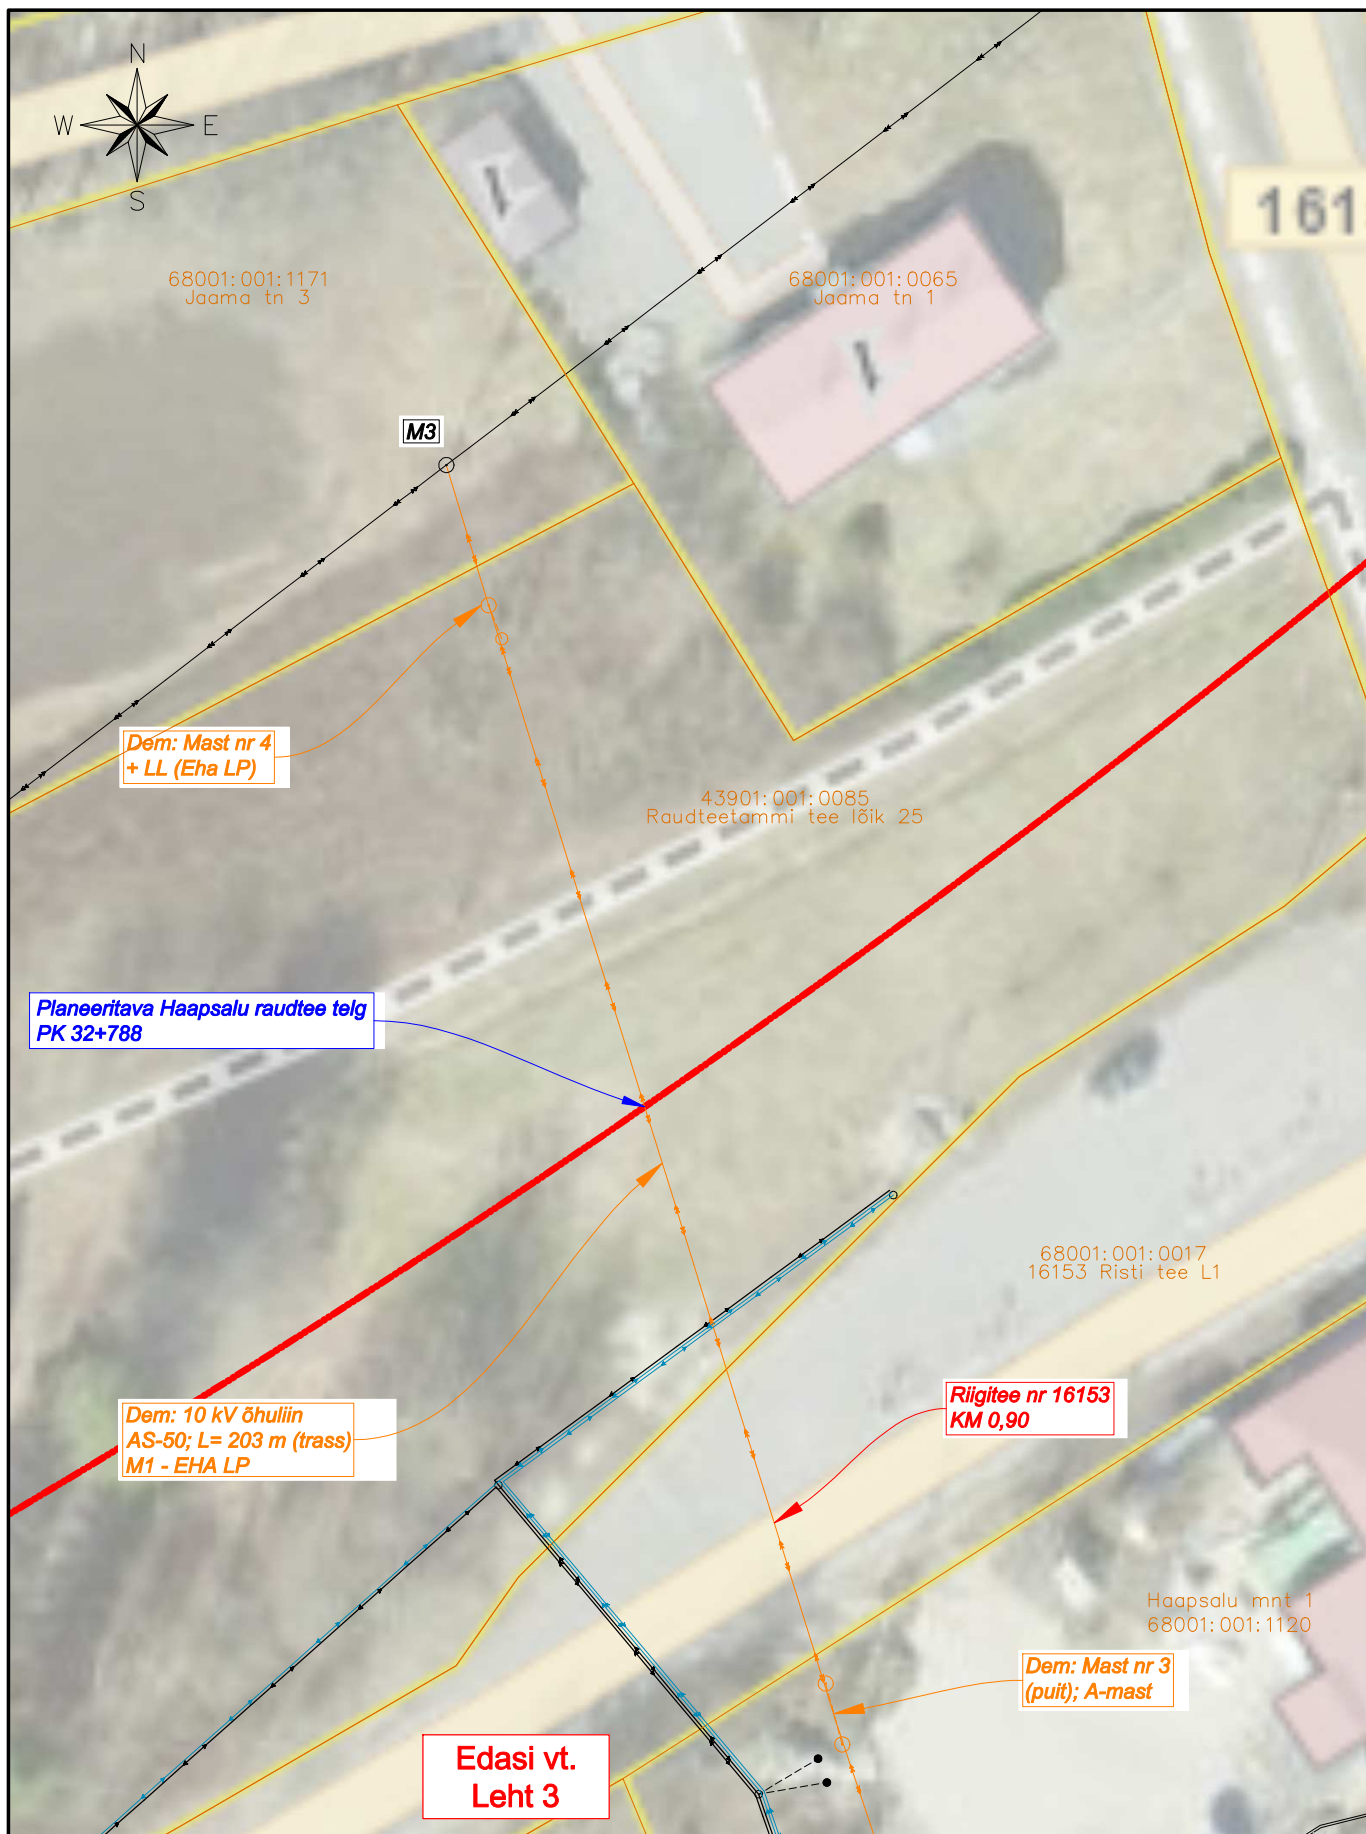 N
W
E
S
161
68001:001:1171
Jaama tn 3
68001:001:0065
Jaama tn 1
1
1
M3
Dem: Mast nr 4
+ LL (Eha LP)
43901:001:0085
Raudteetammi tee lõik 25
Planeeritava Haapsalu raudtee telg
PK 32+788
68001:001:0017
16153 Risti tee L1
Riigitee nr 16153
KM 0,90
Dem: 10 kV õhuliin
AS-50; L= 203 m (trass)
M1 - EHA LP
Haapsalu mnt 1
68001:001:1120
Dem: Mast nr 3
(puit); A-mast
Edasi vt.
Leht 3